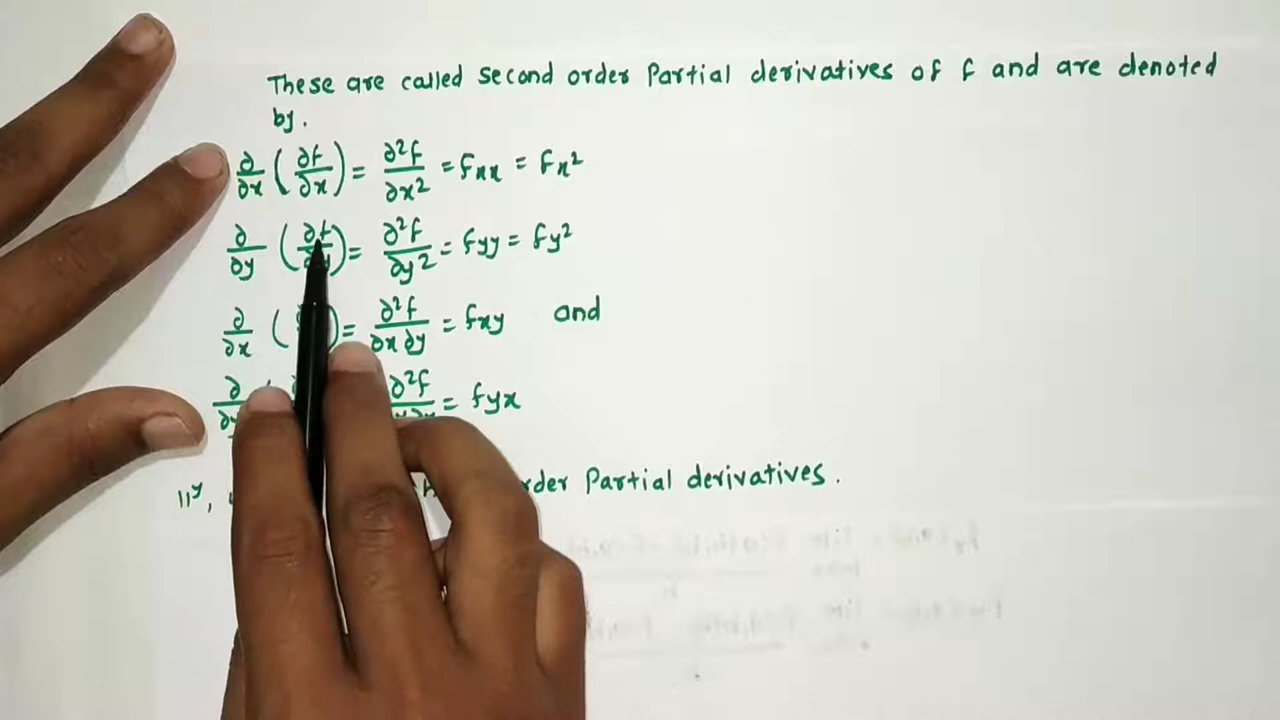 These are called second order Partial derivatives of f and are denoted
by.
∂/∂x (∂f/∂x) = ∂²f/∂x² = fxx = fx²
∂/∂y (∂f/∂y) = ∂²f/∂y² = fyy = fy²
∂/∂x ( ) = ∂²f/∂x∂y = fxy and
∂/∂y ∂²f = fyx
llly, order Partial derivatives.